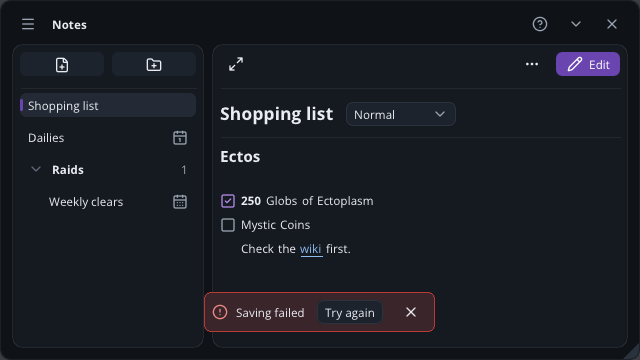 Notes
Shopping list
Dailies
Raids 1
Weekly clears
Edit
Shopping list Normal
Ectos
250 Globs of Ectoplasm
Mystic Coins
Check the wiki first.
Saving failed Try again